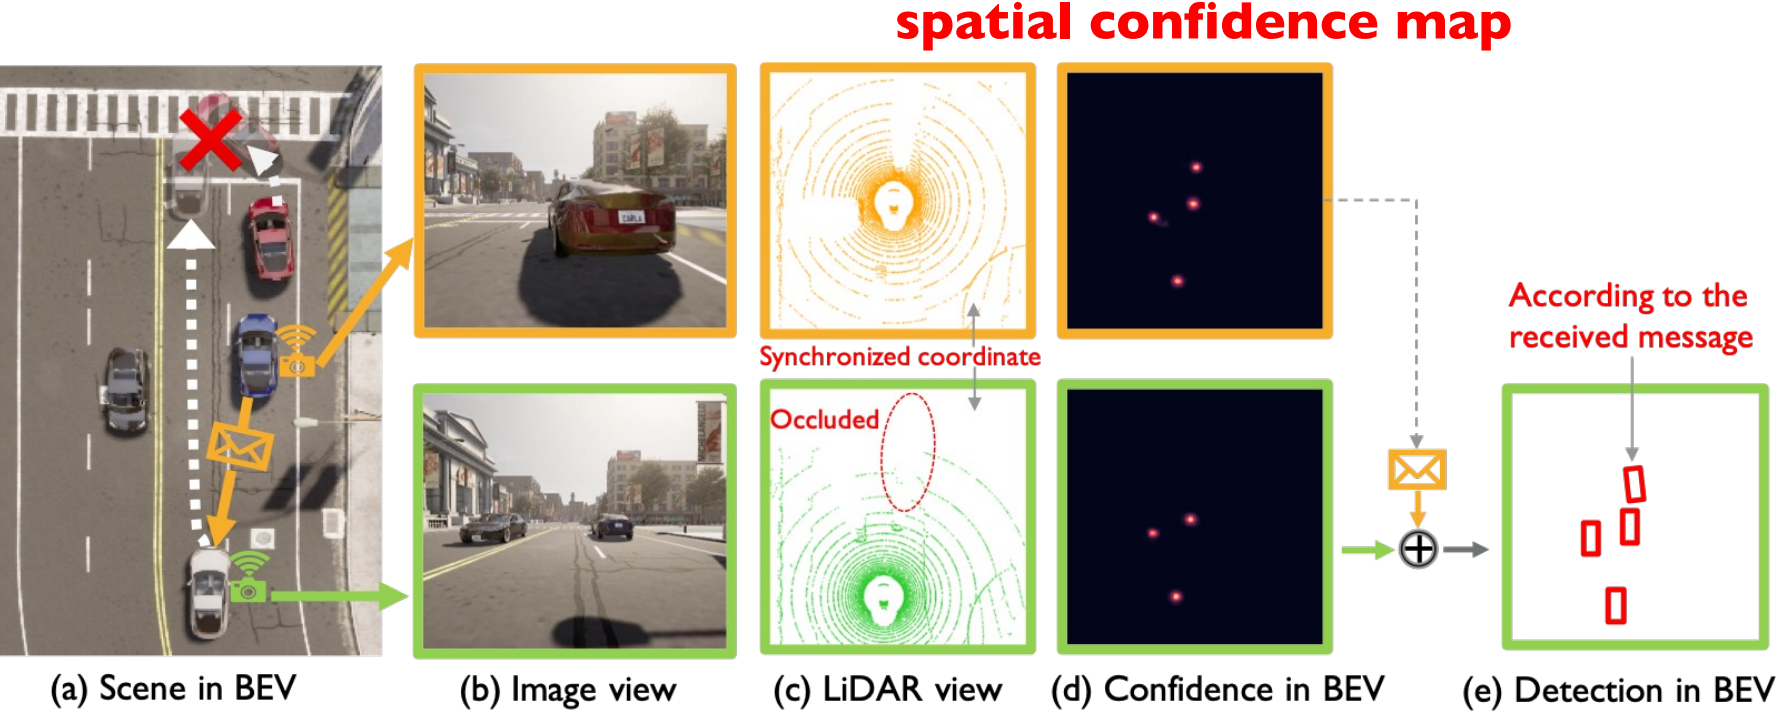 spatial confidence map
CARLA
Synchronized coordinate
Occluded
According to the
received message
(a) Scene in BEV
(b) Image view
(c) LiDAR view
(d) Confidence in BEV
(e) Detection in BEV